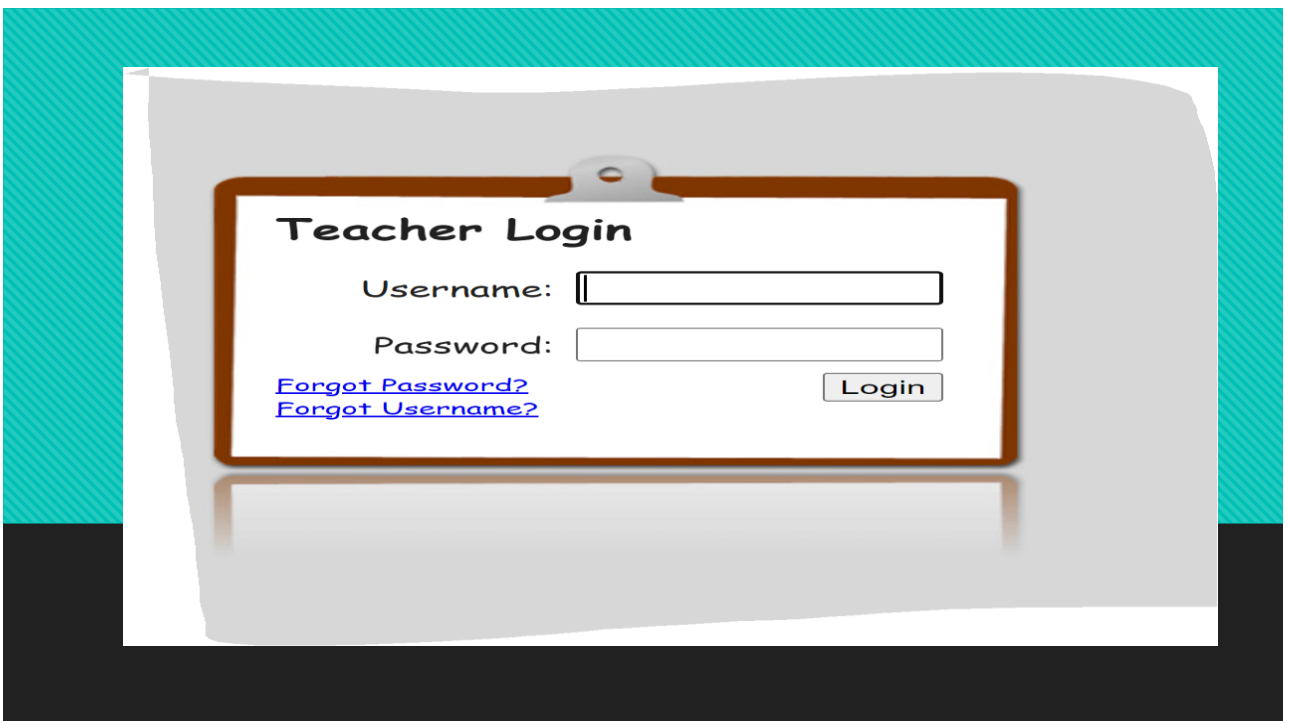 Teacher Login
Username:
Password:
Forgot Password?
Login
Forgot Username?